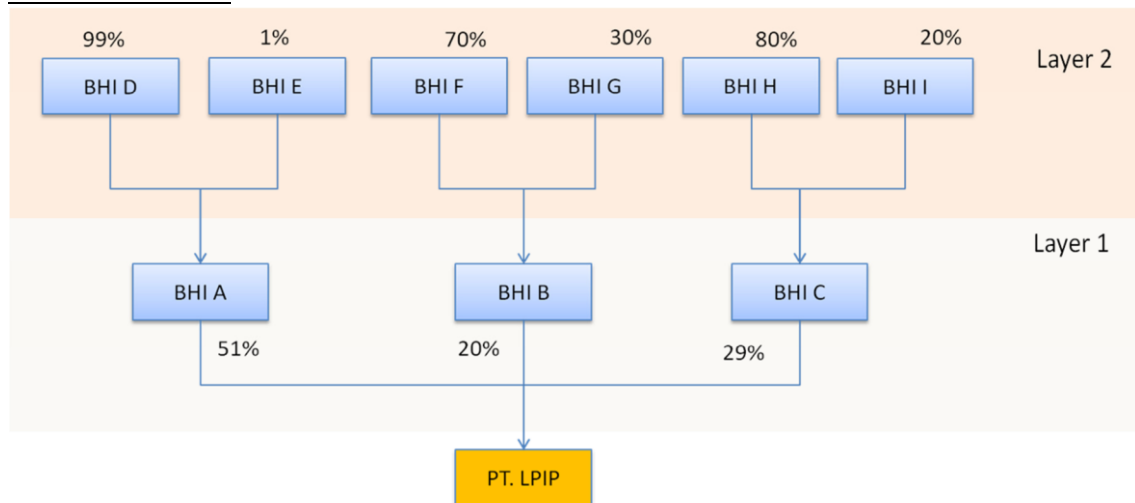 99%
1%
70%
30%
80%
20%
Layer 2
BHI D
BHI E
BHI F
BHI G
BHI H
BHI I
Layer 1
BHI A
BHI B
BHI C
51%
20%
29%
PT. LPIP